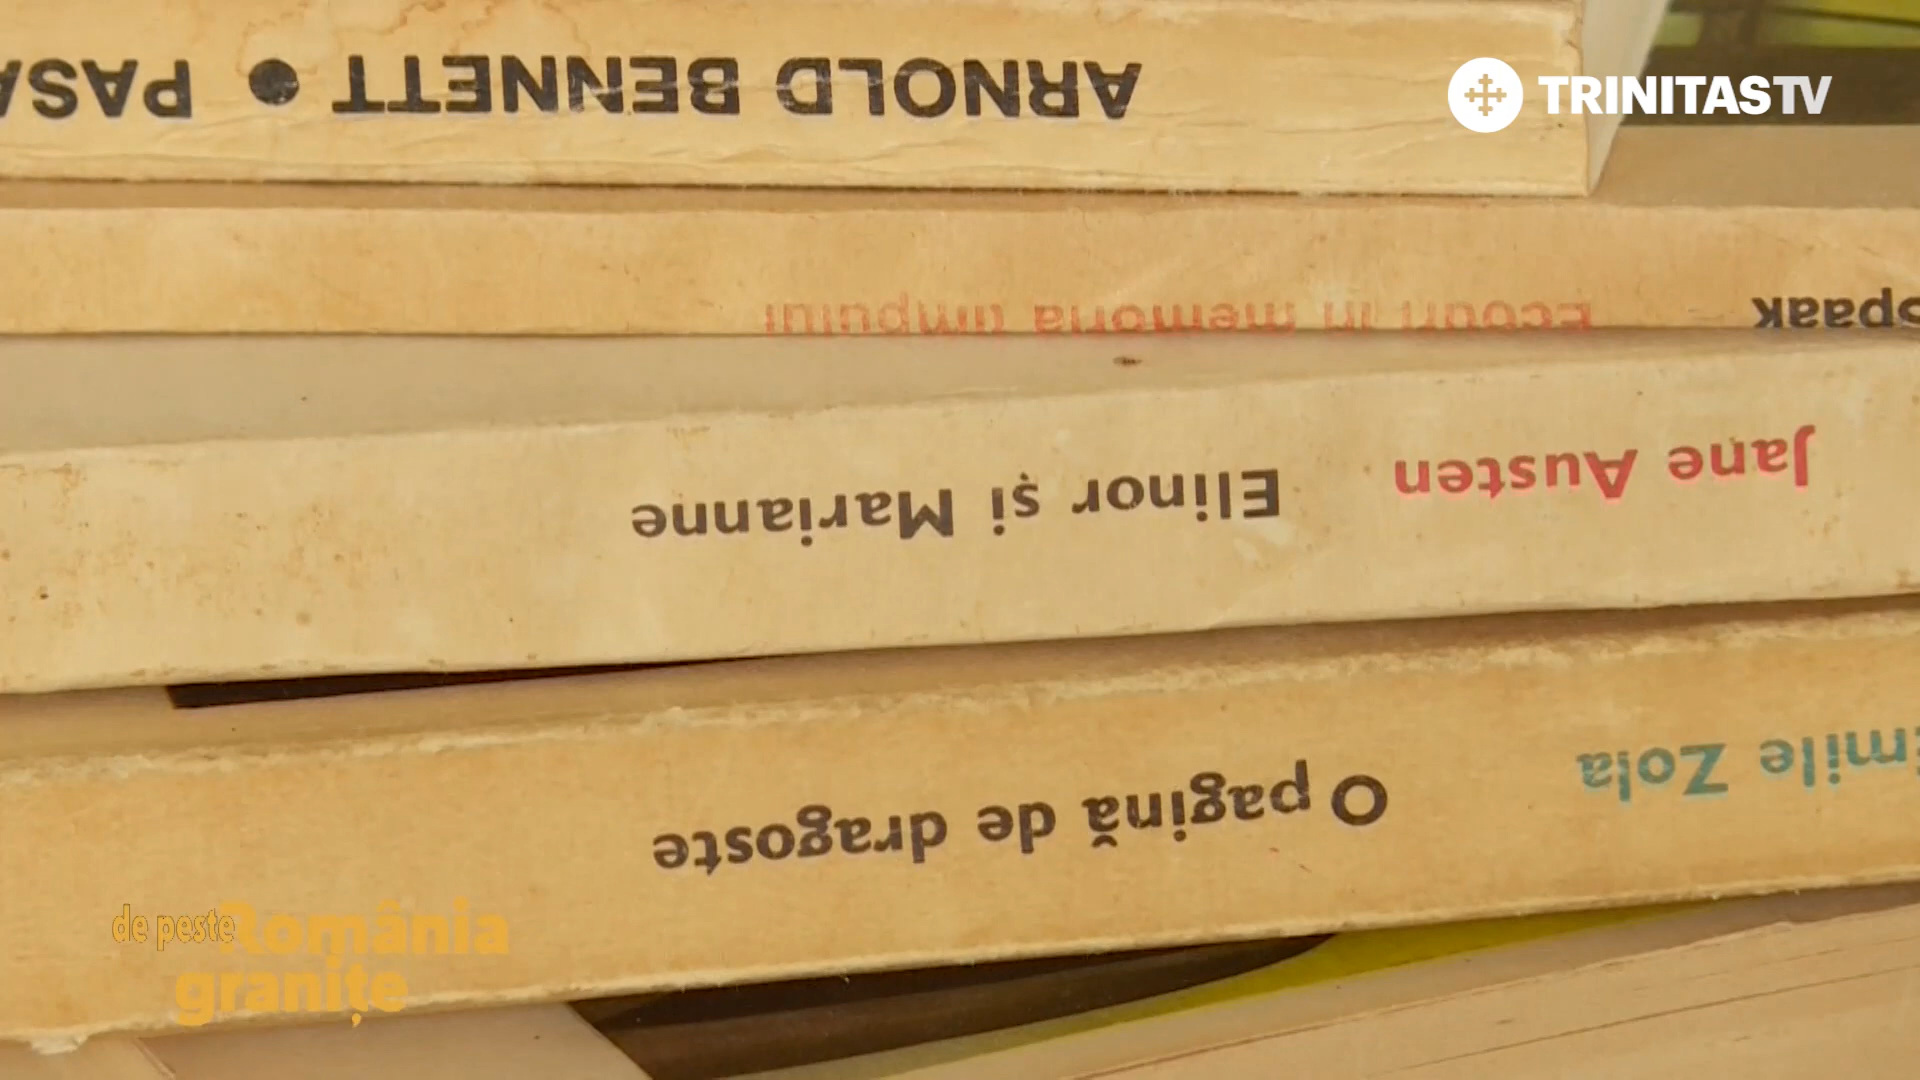 ARNOLD BENNETT • PASA
TRINITASTV
Spaak Ecouri în memoria timpului
Jane Austen Elinor și Marianne
Emile Zola O pagină de dragoste
de peste România
granițe